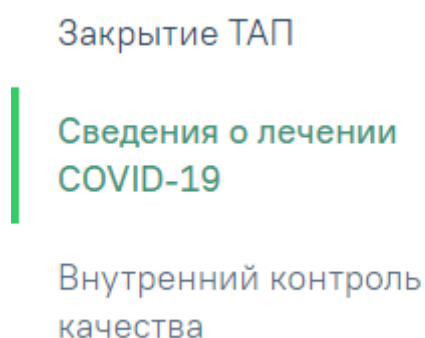 Закрытие ТАП
Сведения о лечении
COVID-19
Внутренний контроль
качества